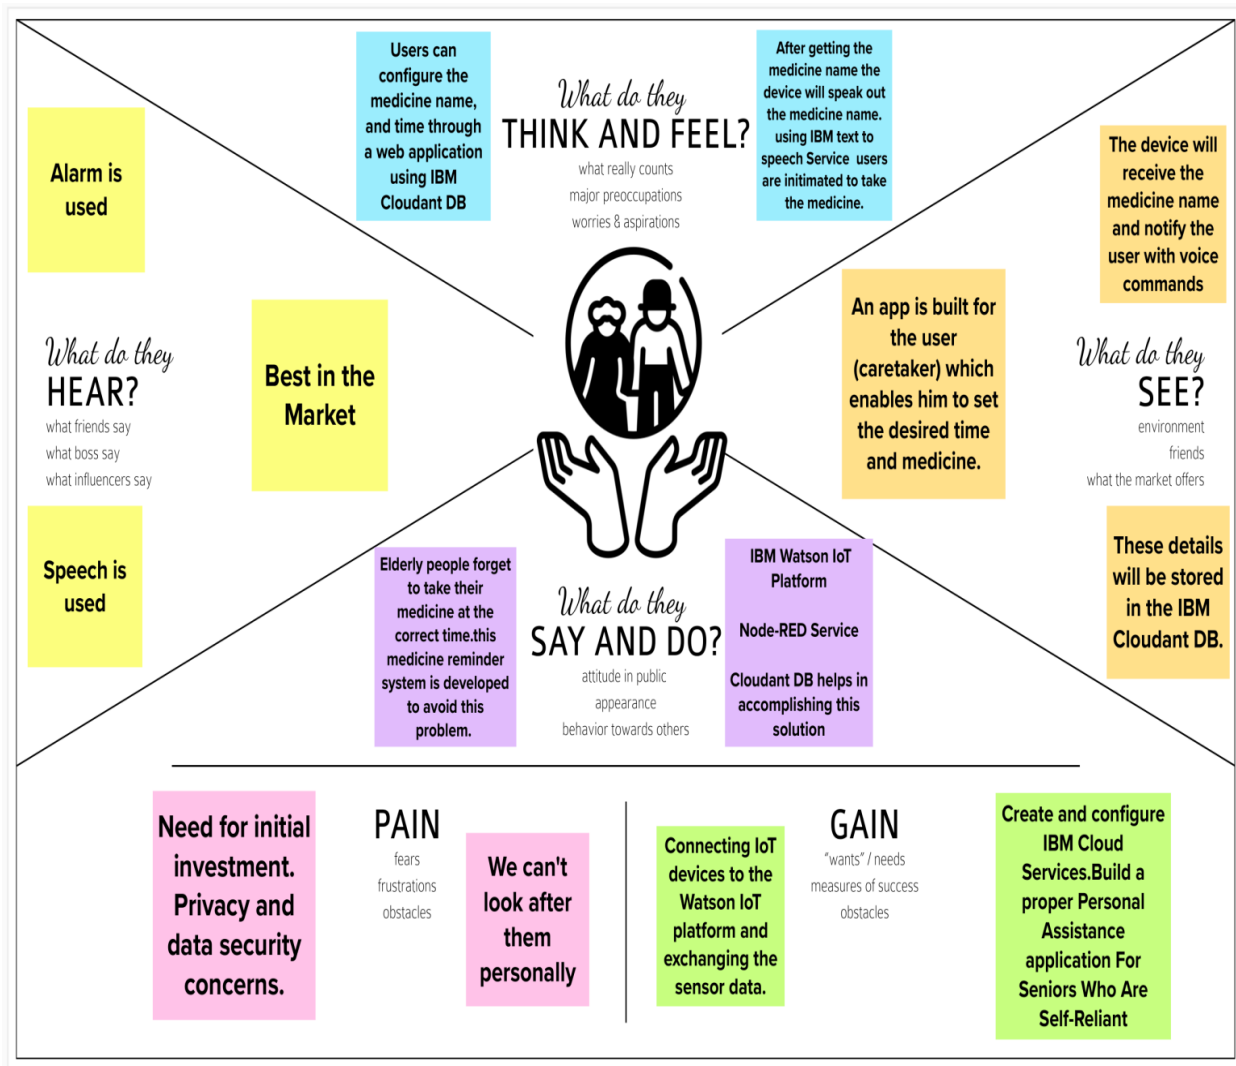 Users can
configure the
medicine name,
and time through
a web application
using IBM
Cloudant DB
What do they
THINK AND FEEL?
what really counts
major preoccupations
worries & aspirations
After getting the
medicine name the
device will speak out
the medicine name.
using IBM text to
speech Service users
are initimated to take
the medicine.
Alarm is
used
Best in the
Market
What do they
HEAR?
what friends say
what boss say
what influencers say
Speech is
used
The device will
receive the
medicine name
and notify the
user with voice
commands
An app is built for
the user
(caretaker) which
enables him to set
the desired time
and medicine.
What do they
SEE?
environment
friends
what the market offers
These details
will be stored
in the IBM
Cloudant DB.
Elderly people forget
to take their
medicine at the
correct time.this
medicine reminder
system is developed
to avoid this
problem.
What do they
SAY AND DO?
attitude in public
appearance
behavior towards others
IBM Watson IoT
Platform
Node-RED Service
Cloudant DB helps in
accomplishing this
solution
Need for initial
investment.
Privacy and
data security
concerns.
PAIN
fears
frustrations
obstacles
We can't
look after
them
personally
Connecting IoT
devices to the
Watson IoT
platform and
exchanging the
sensor data.
GAIN
"wants" / needs
measures of success
obstacles
Create and configure
IBM Cloud
Services.Build a
proper Personal
Assistance
application For
Seniors Who Are
Self-Reliant